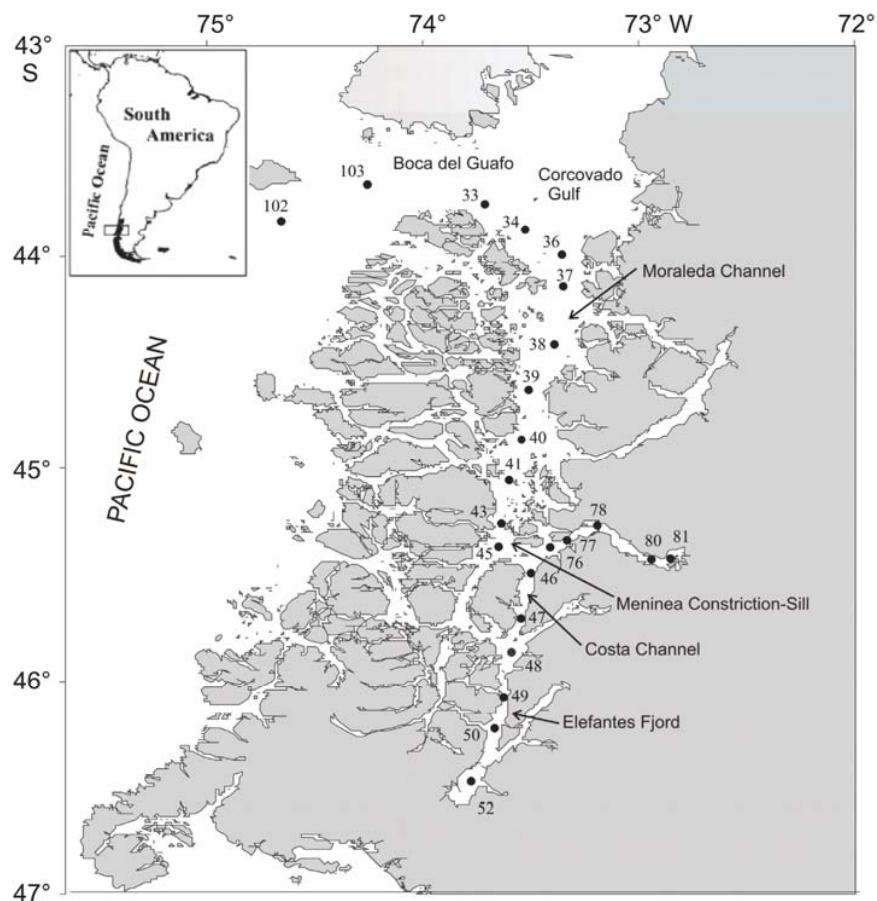 75°
74°
73° W
72°
43°
S
South
America
Pacific Ocean
Boca del Guafo
Corcovado
Gulf
103
102
33
34
36
37
44°
Moraleda Channel
38
39
40
41
PACIFIC OCEAN
45°
43
78
45
77
80
81
76
46
Meninea Constriction-Sill
47
Costa Channel
48
46°
49
Elefantes Fjord
50
52
47°